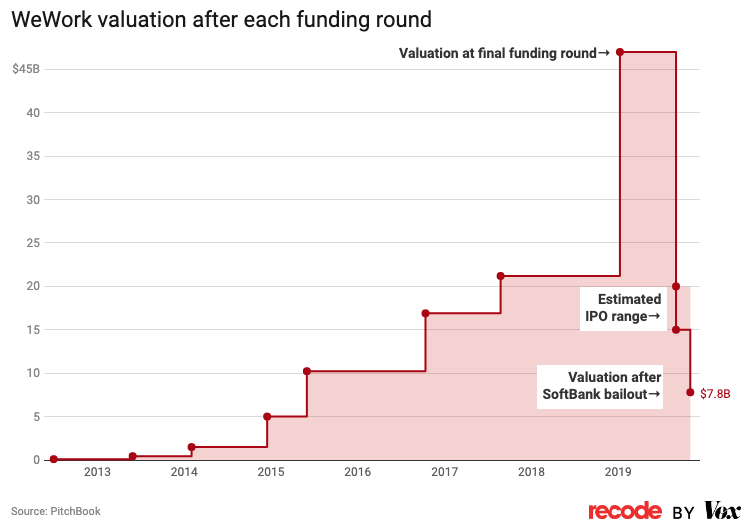 WeWork valuation after each funding round
Valuation at final funding round→
$45B
40
35
30
25
20
15
10
5
0
Estimated
IPO range→
Valuation after
SoftBank bailout→
$7.8B
2013 2014 2015 2016 2017 2018 2019
Source: PitchBook
recode BY Vox